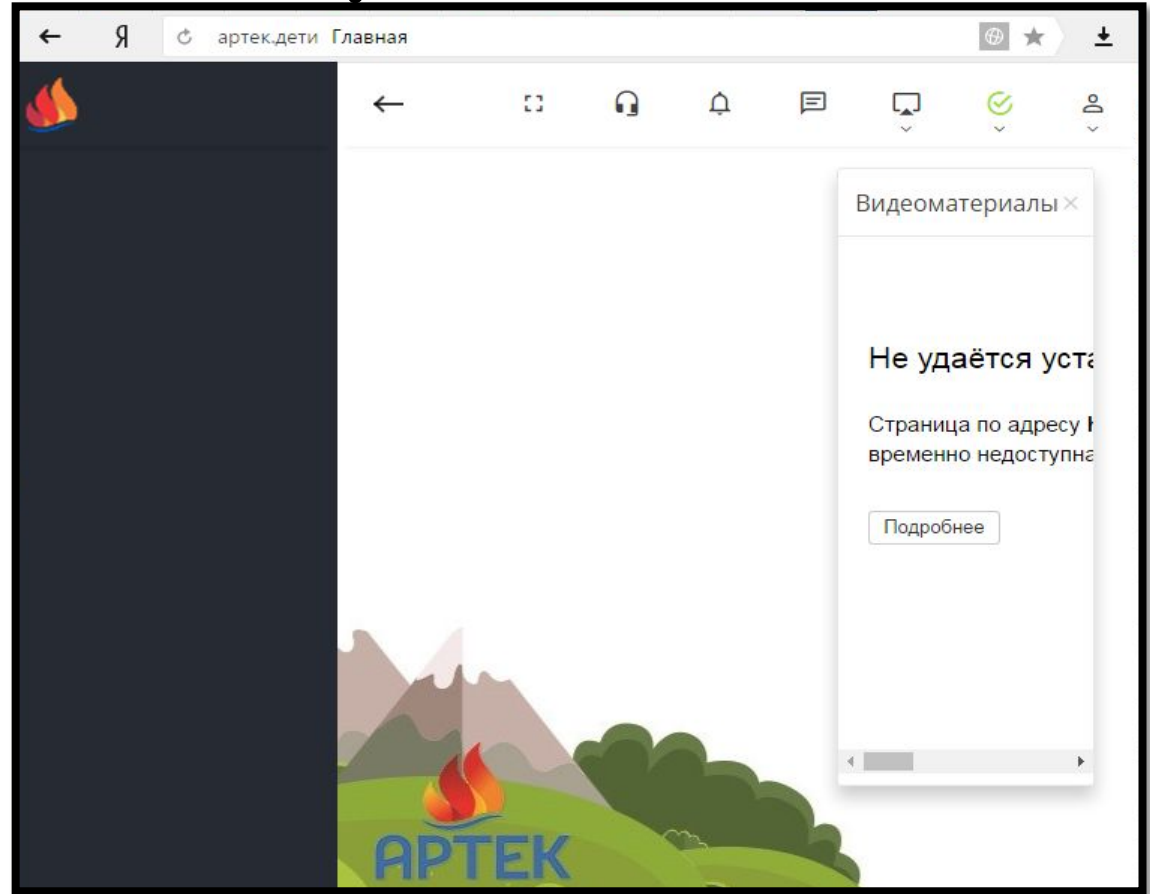 Я артек.дети Главная
Видеоматериалы
Не удаётся уста
Страница по адресу
временно недоступна
Подробнее
АРТЕК